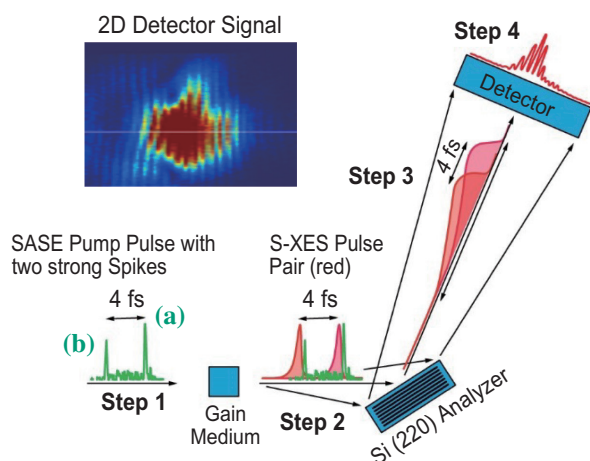 2D Detector Signal
Step 4
Detector
Step 3
4 fs
SASE Pump Pulse with
two strong Spikes
4 fs
(a)
(b)
Step 1
Gain
Medium
S-XES Pulse
Pair (red)
4 fs
Step 2
Si (220) Analyzer